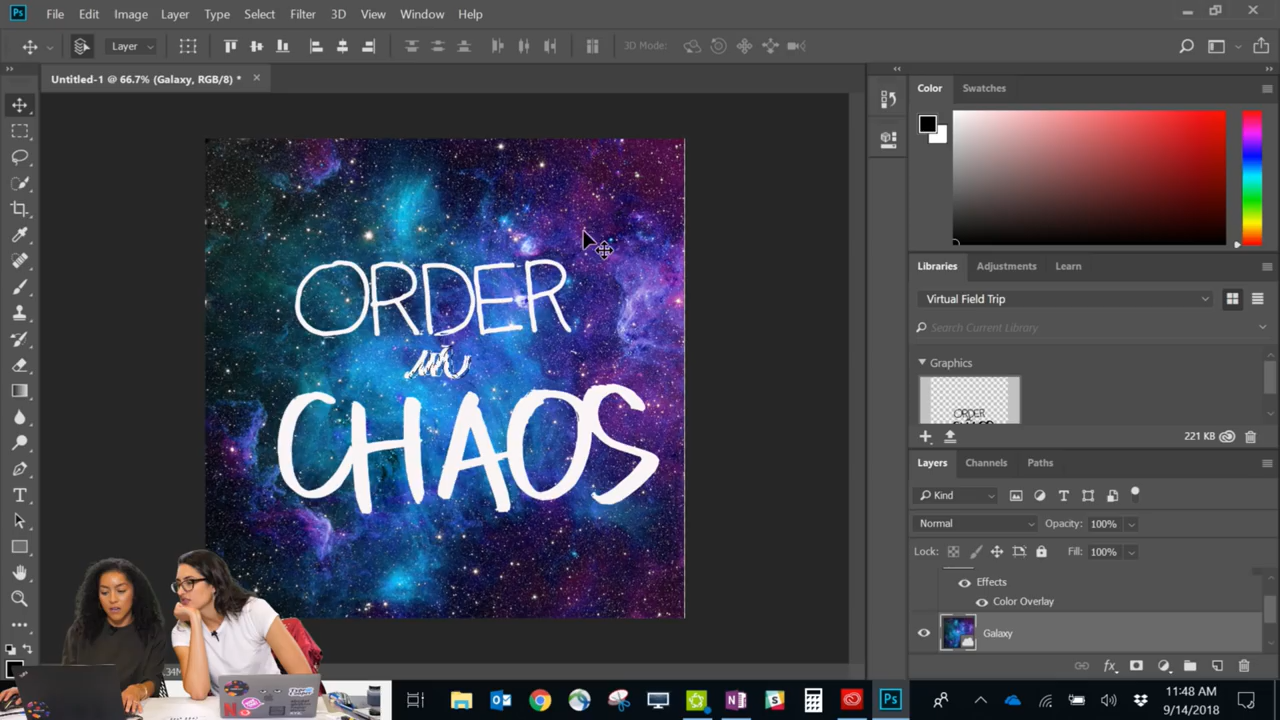 Ps File Edit Image Layer Type Select Filter 3D View Window Help
Layer 3D Mode:
Untitled-1 @ 66.7% (Galaxy, RGB/8) *
ORDER
CHAOS
Color Swatches
Libraries Adjustments Learn
Virtual Field Trip
Search Current Library
Graphics
ORDER
221 KB
Layers Channels Paths
Kind
Normal Opacity: 100%
Lock: Fill: 100%
Effects
Color Overlay
Galaxy
Ps
11:48 AM
9/14/2018